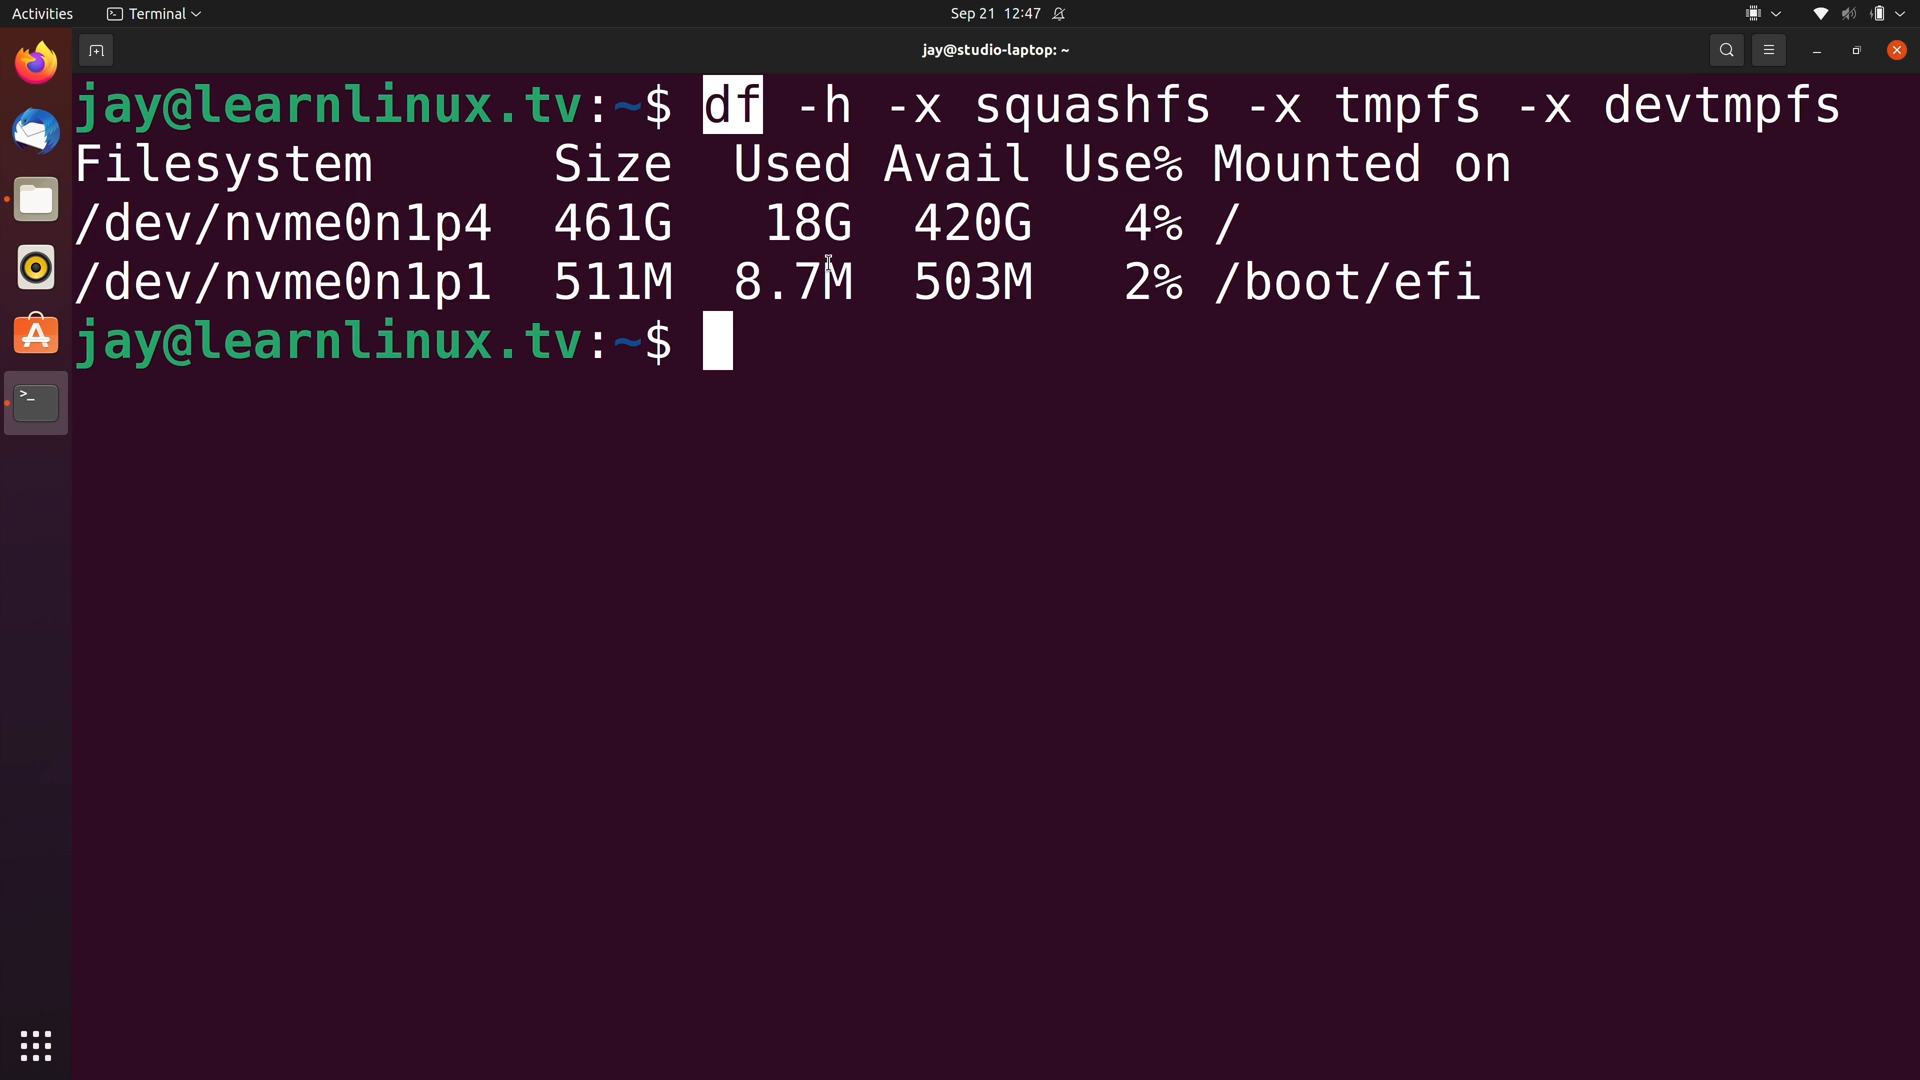 Activities Terminal Sep 21 12:47
jay@studio-laptop: ~
jay@learnlinux.tv:~$ df -h -x squashfs -x tmpfs -x devtmpfs
Filesystem Size Used Avail Use% Mounted on
/dev/nvme0n1p4 461G 18G 420G 4% /
/dev/nvme0n1p1 511M 8.7M 503M 2% /boot/efi
jay@learnlinux.tv:~$